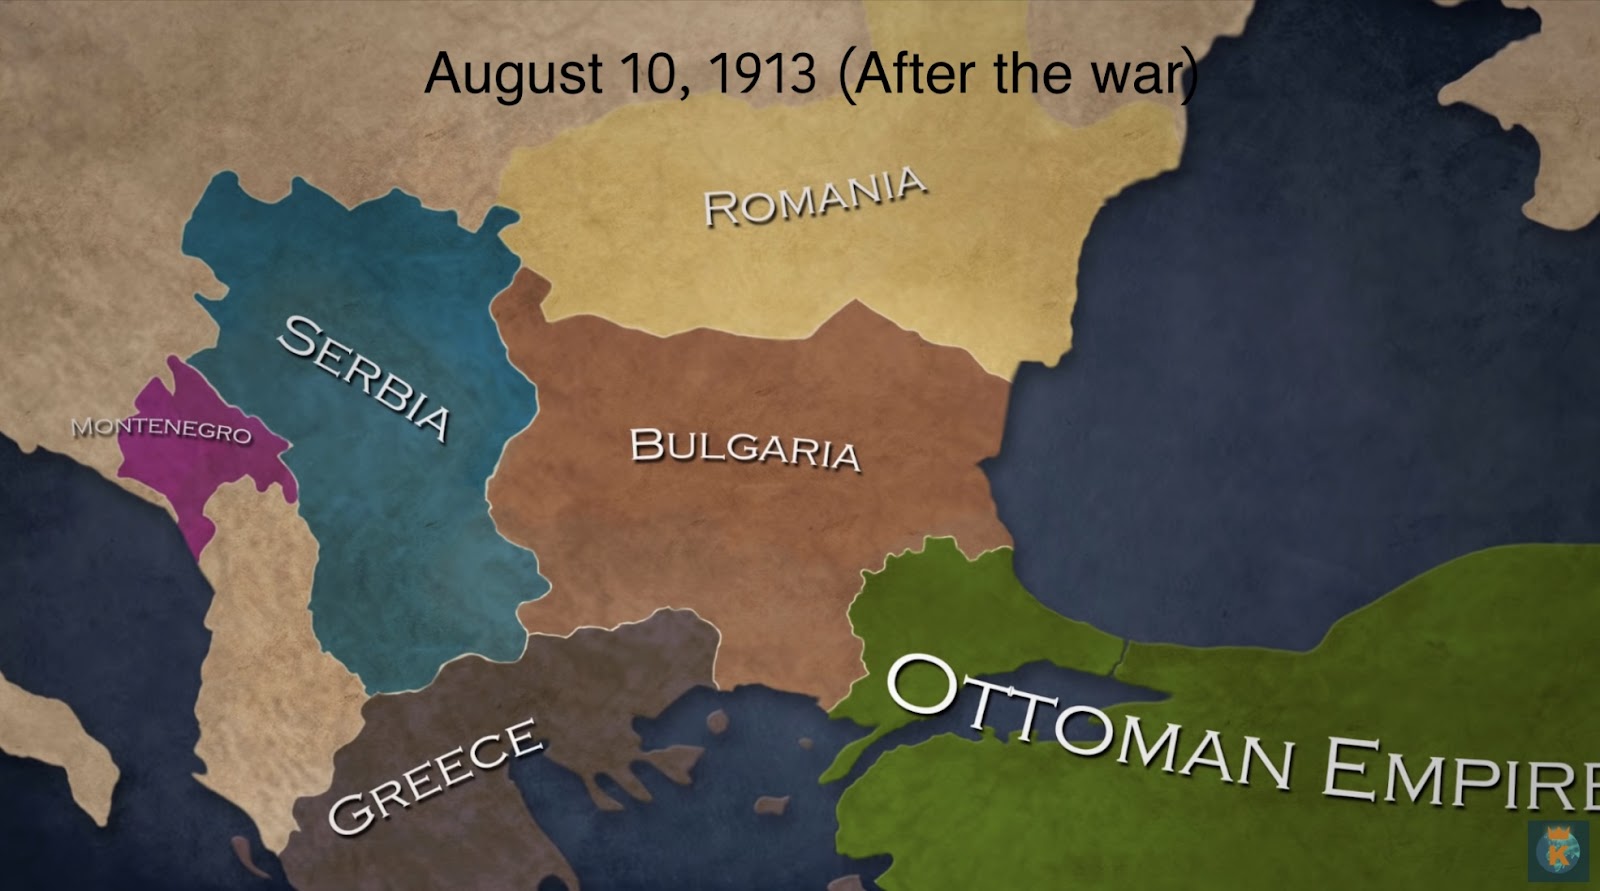 August 10, 1913 (After the war)
ROMANIA
SERBIA
MONTENEGRO
BULGARIA
OTTOMAN EMPIRE
GREECE
K